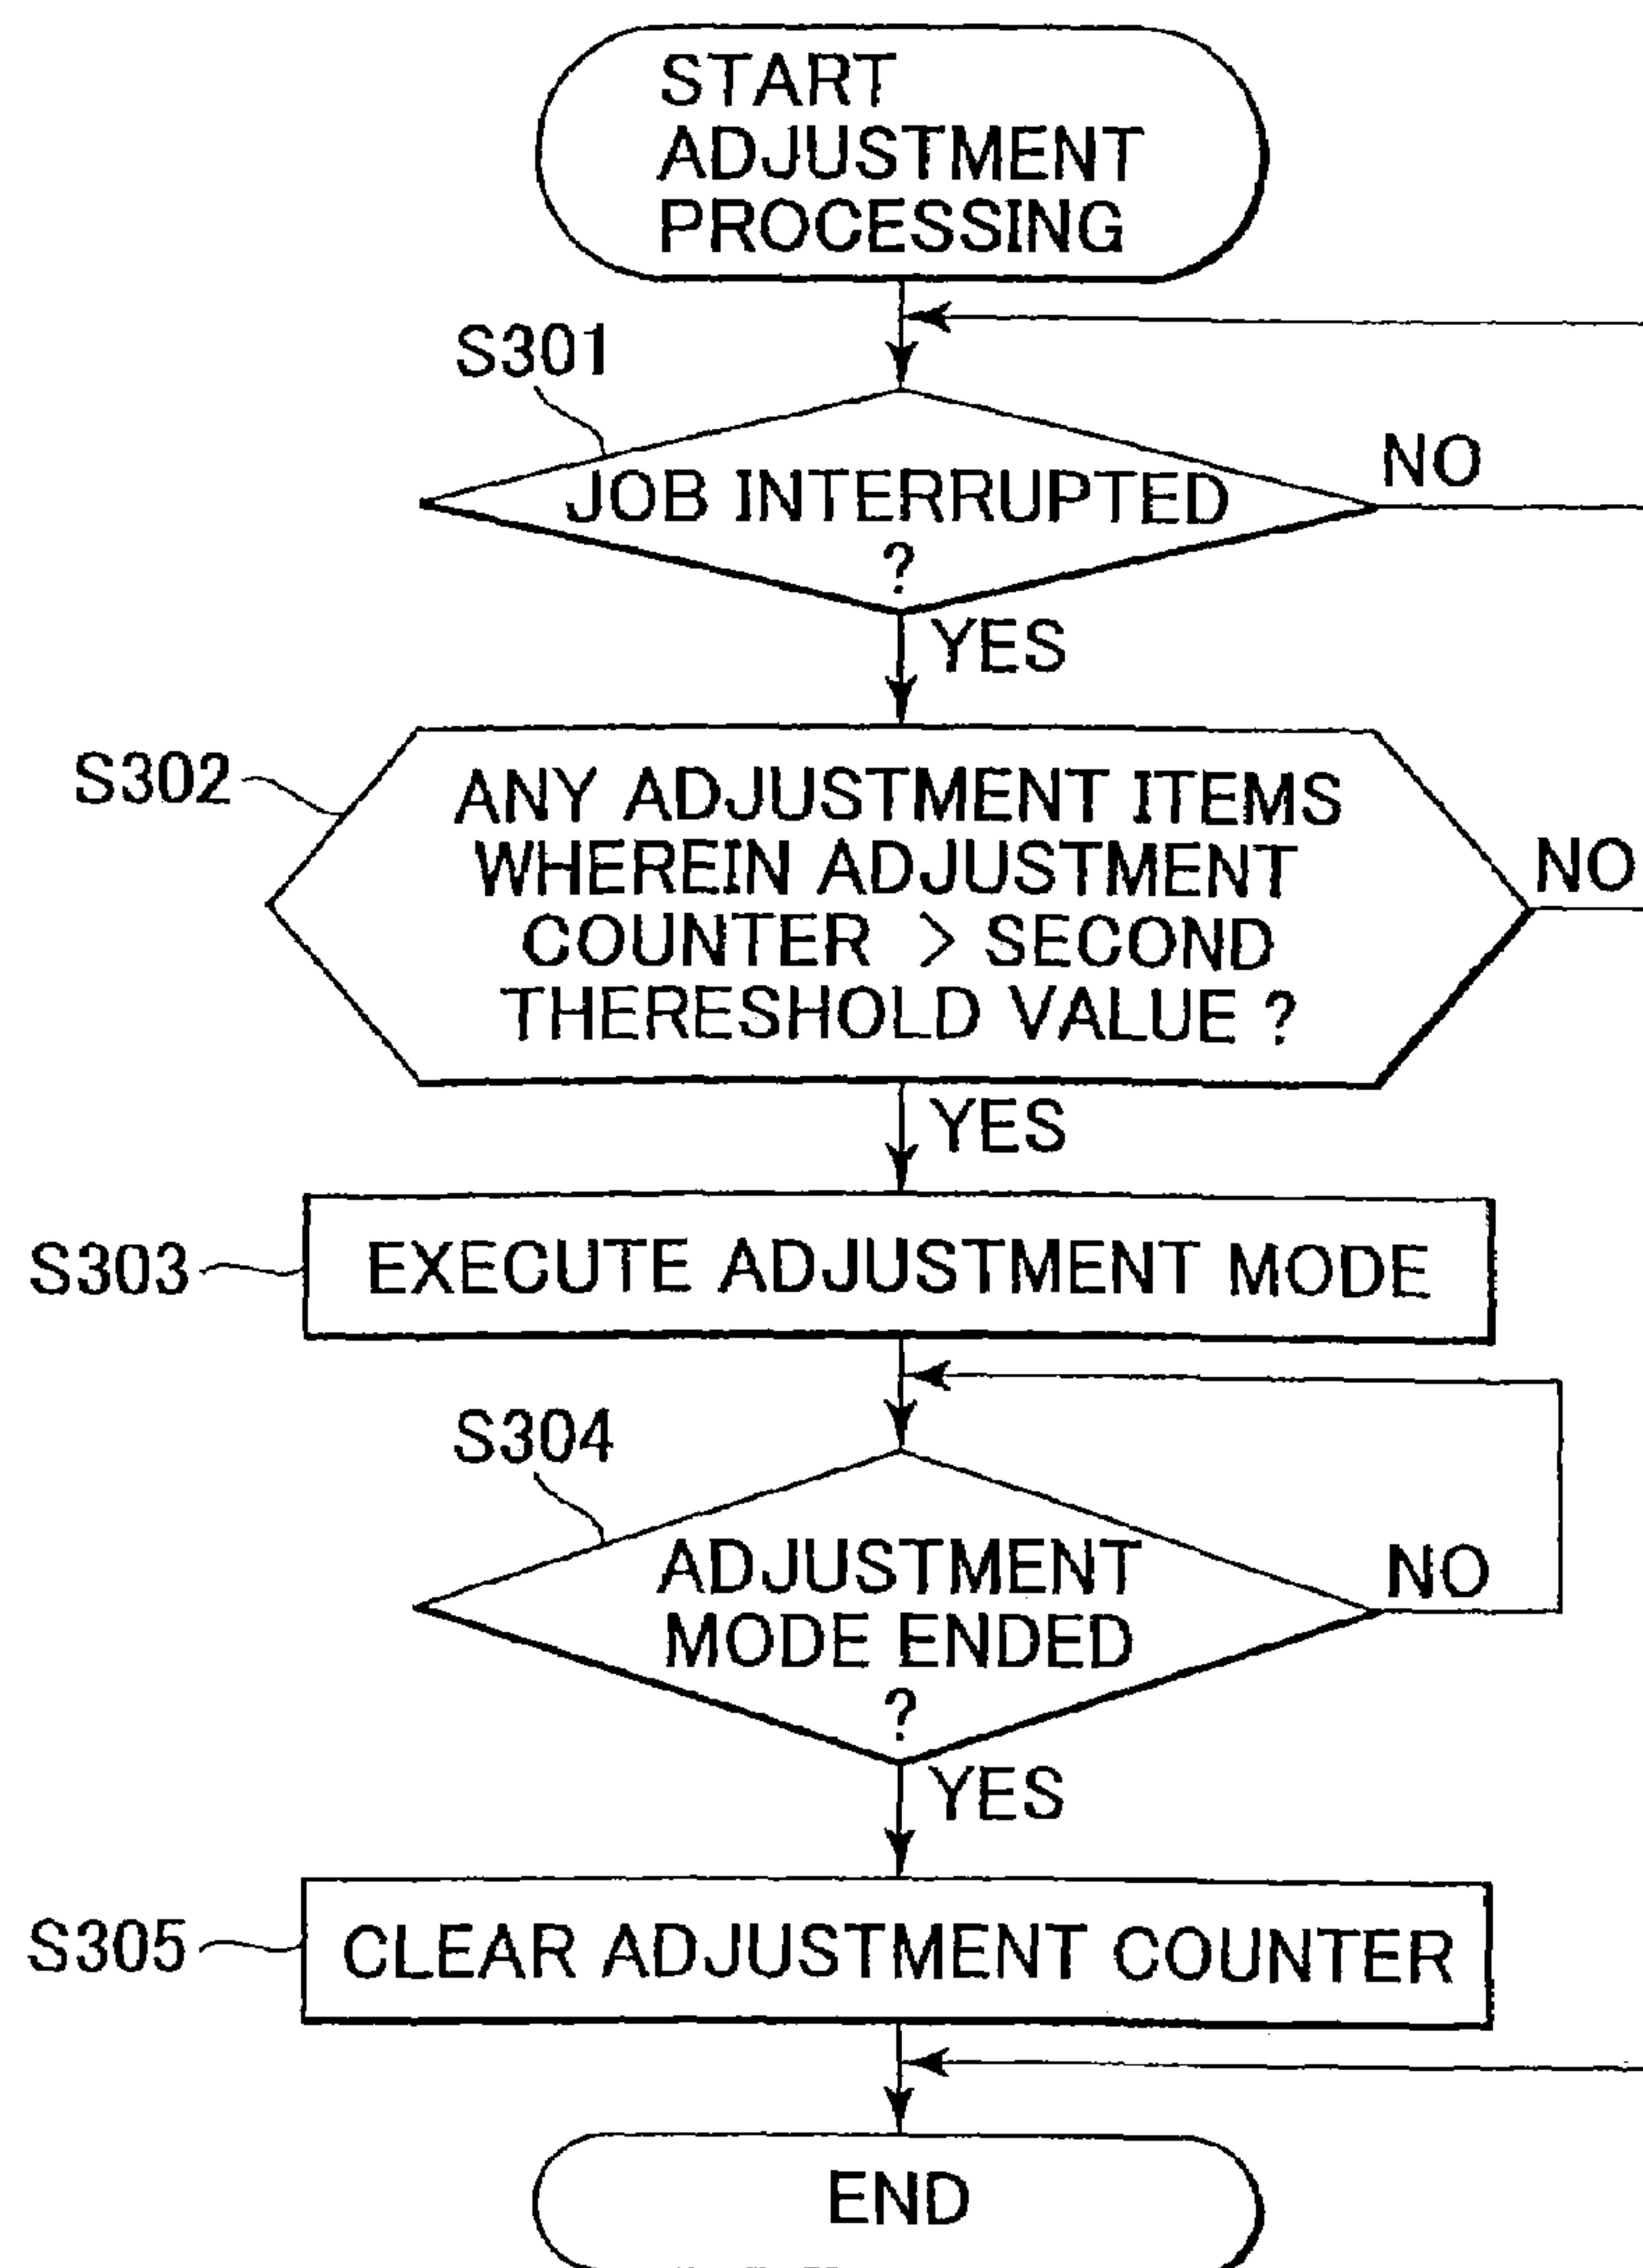 START
ADJUSTMENT
PROCESSING
S301
JOB INTERRUPTED
?
NO
YES
S302
ANY ADJUSTMENT ITEMS
WHEREIN ADJUSTMENT
COUNTER > SECOND
THERESHOLD VALUE ?
NO
YES
S303
EXECUTE ADJUSTMENT MODE
S304
ADJUSTMENT
MODE ENDED
?
NO
YES
S305
CLEAR ADJUSTMENT COUNTER
END